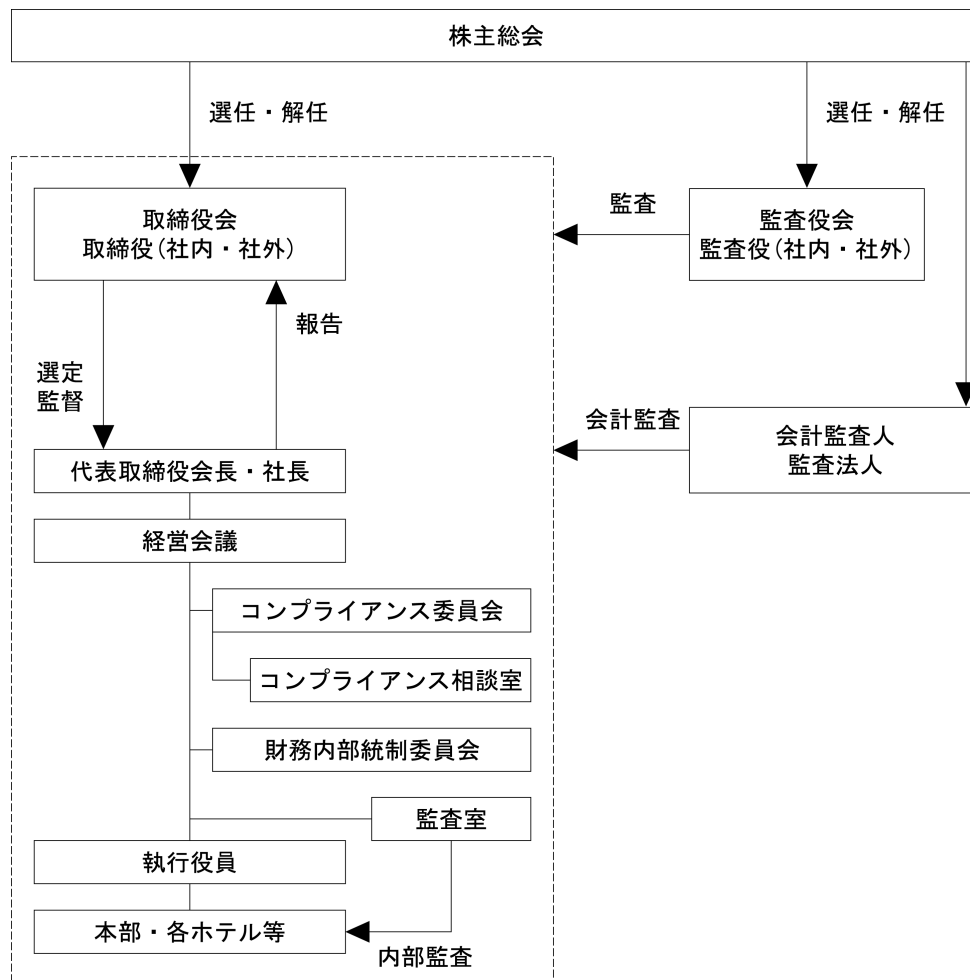 株主総会
選任・解任
選任・解任
取締役会
取締役(社内・社外)
監査
監査役会
監査役(社内・社外)
報告
選定
監督
会計監査
会計監査人
監査法人
代表取締役会長・社長
経営会議
コンプライアンス委員会
コンプライアンス相談室
財務内部統制委員会
監査室
執行役員
本部・各ホテル等
内部監査